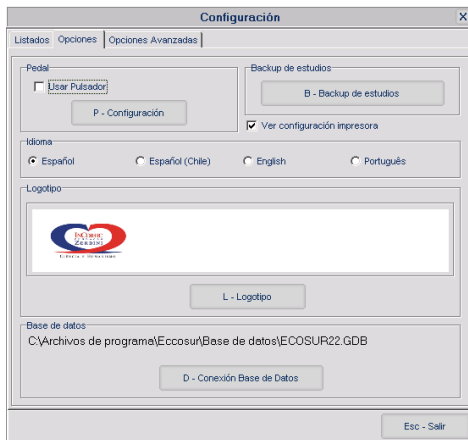 Configuración
X
Listados Opciones Opciones Avanzadas
Pedal
Usar Pulsador
P - Configuración
Backup de estudios
B - Backup de estudios
Ver configuración impresora
Idioma
Español Español (Chile) English Português
Logotipo
InCórdis
Zerbini
L - Logotipo
Base de datos
C:\Archivos de programa\Eccosur\Base de datos\ECOSUR22.GDB
D - Conexión Base de Datos
Esc - Salir